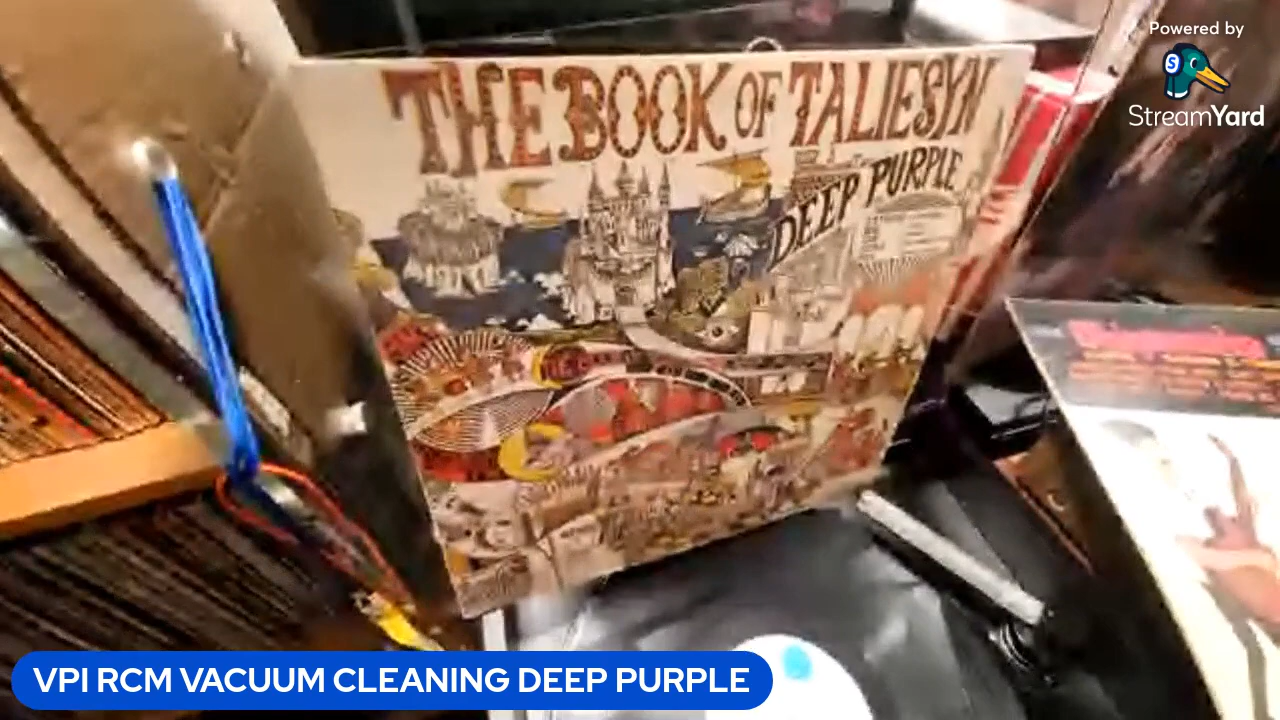 Powered by
StreamYard
THE BOOK OF TALIESYN
DEEP PURPLE
VPI RCM VACUUM CLEANING DEEP PURPLE